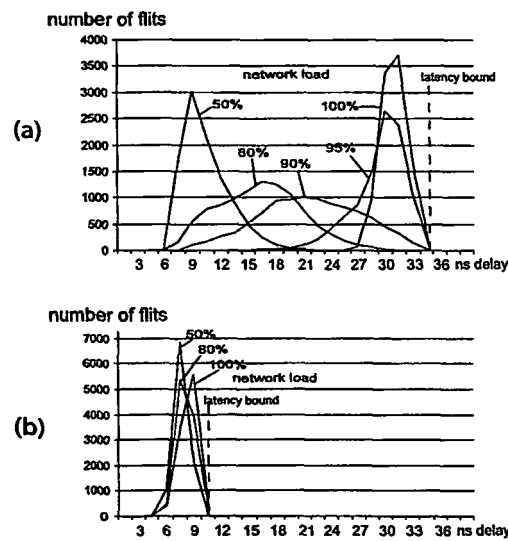 number of flits
4000
3500
3000
2500
2000
1500
1000
500
0
(a)
network load
50%
80%
90%
100%
95%
latency bound
3 6 9 12 15 18 21 24 27 30 33 36 ns delay
number of flits
7000
6000
5000
4000
3000
2000
1000
0
(b)
50%
80%
100%
network load
latency bound
3 6 9 12 15 18 21 24 27 30 33 36 ns delay